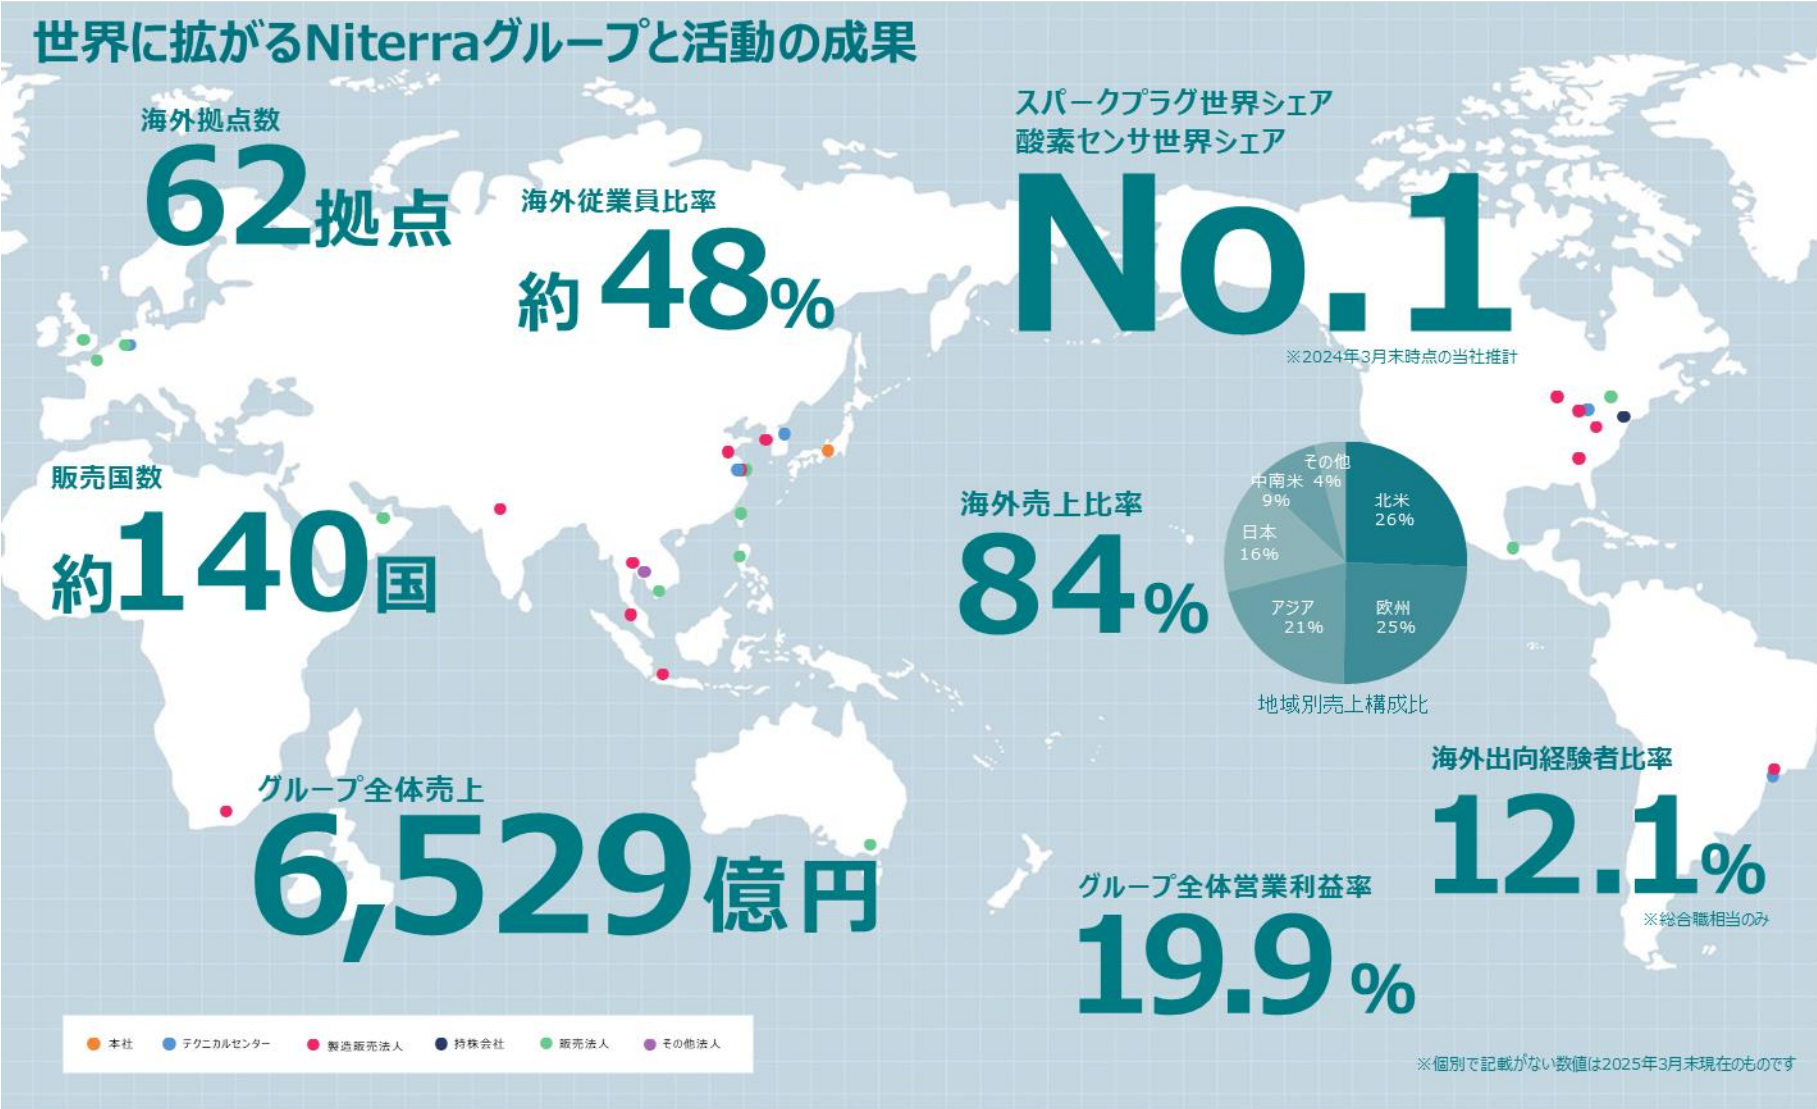 世界に拡がるNiterraグループと活動の成果
海外拠点数
62拠点
海外従業員比率
約48%
スパークプラグ世界シェア
酸素センサ世界シェア
No.1
※2024年3月末時点の当社推計
販売国数
約140国
海外売上比率
84%
その他
4%
中南米
9%
北米
26%
日本
16%
アジア
21%
欧州
25%
地域別売上構成比
グループ全体売上
6,529億円
海外出向経験者比率
12.1%
※総合職相当のみ
グループ全体営業利益率
19.9%
本社 テクニカルセンター 製造販売法人 持株会社 販売法人 その他法人
※個別で記載がない数値は2025年3月末現在のものです